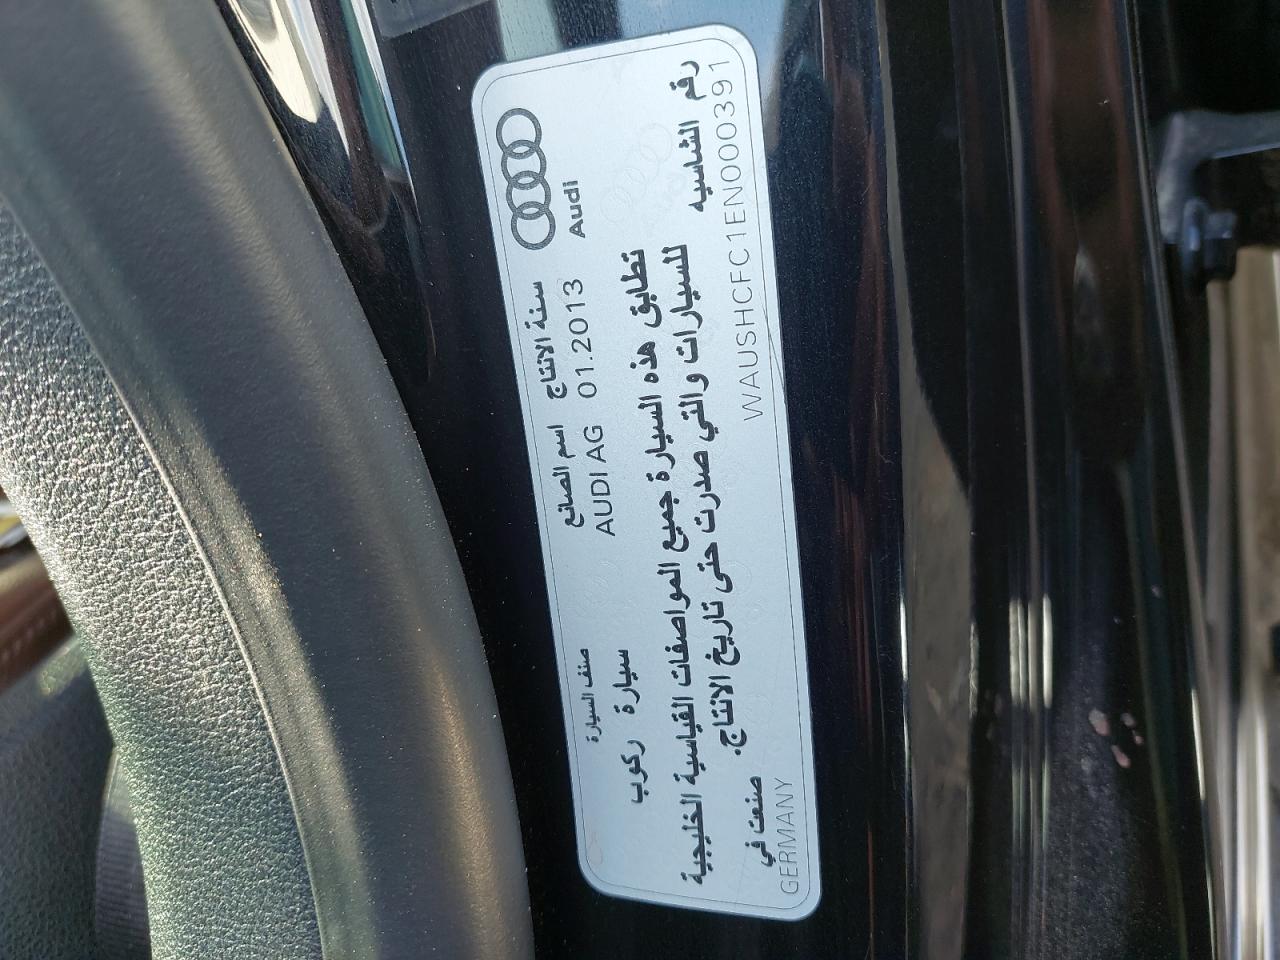 Audi
سنة الانتاج
01.2013
اسم الصانع
AUDI AG
صنف السيارة
سيارة ركوب
تطابق هذه السيارة جميع المواصفات القياسية الخليجية
للسيارات والتي صدرت حتى تاريخ الانتاج.
رقم الشاسيه
WAUSHCFC1EN000391
صنعت في
GERMANY